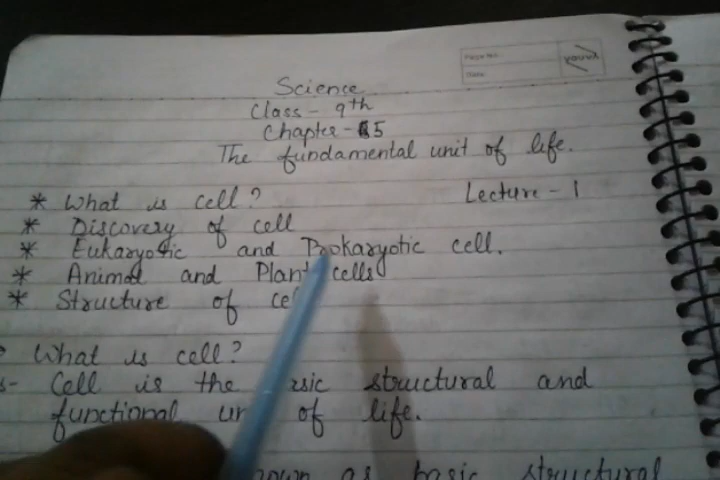 Science
Class - 9th
Chapter - 5
The fundamental unit of life.
Lecture - 1
* What is cell?
* Discovery of cell
* Eukaryotic and Prokaryotic cell.
* Animal and Plant cells
* Structure of
What is cell?
Cell is the structural and
functional of life.
as basic structural